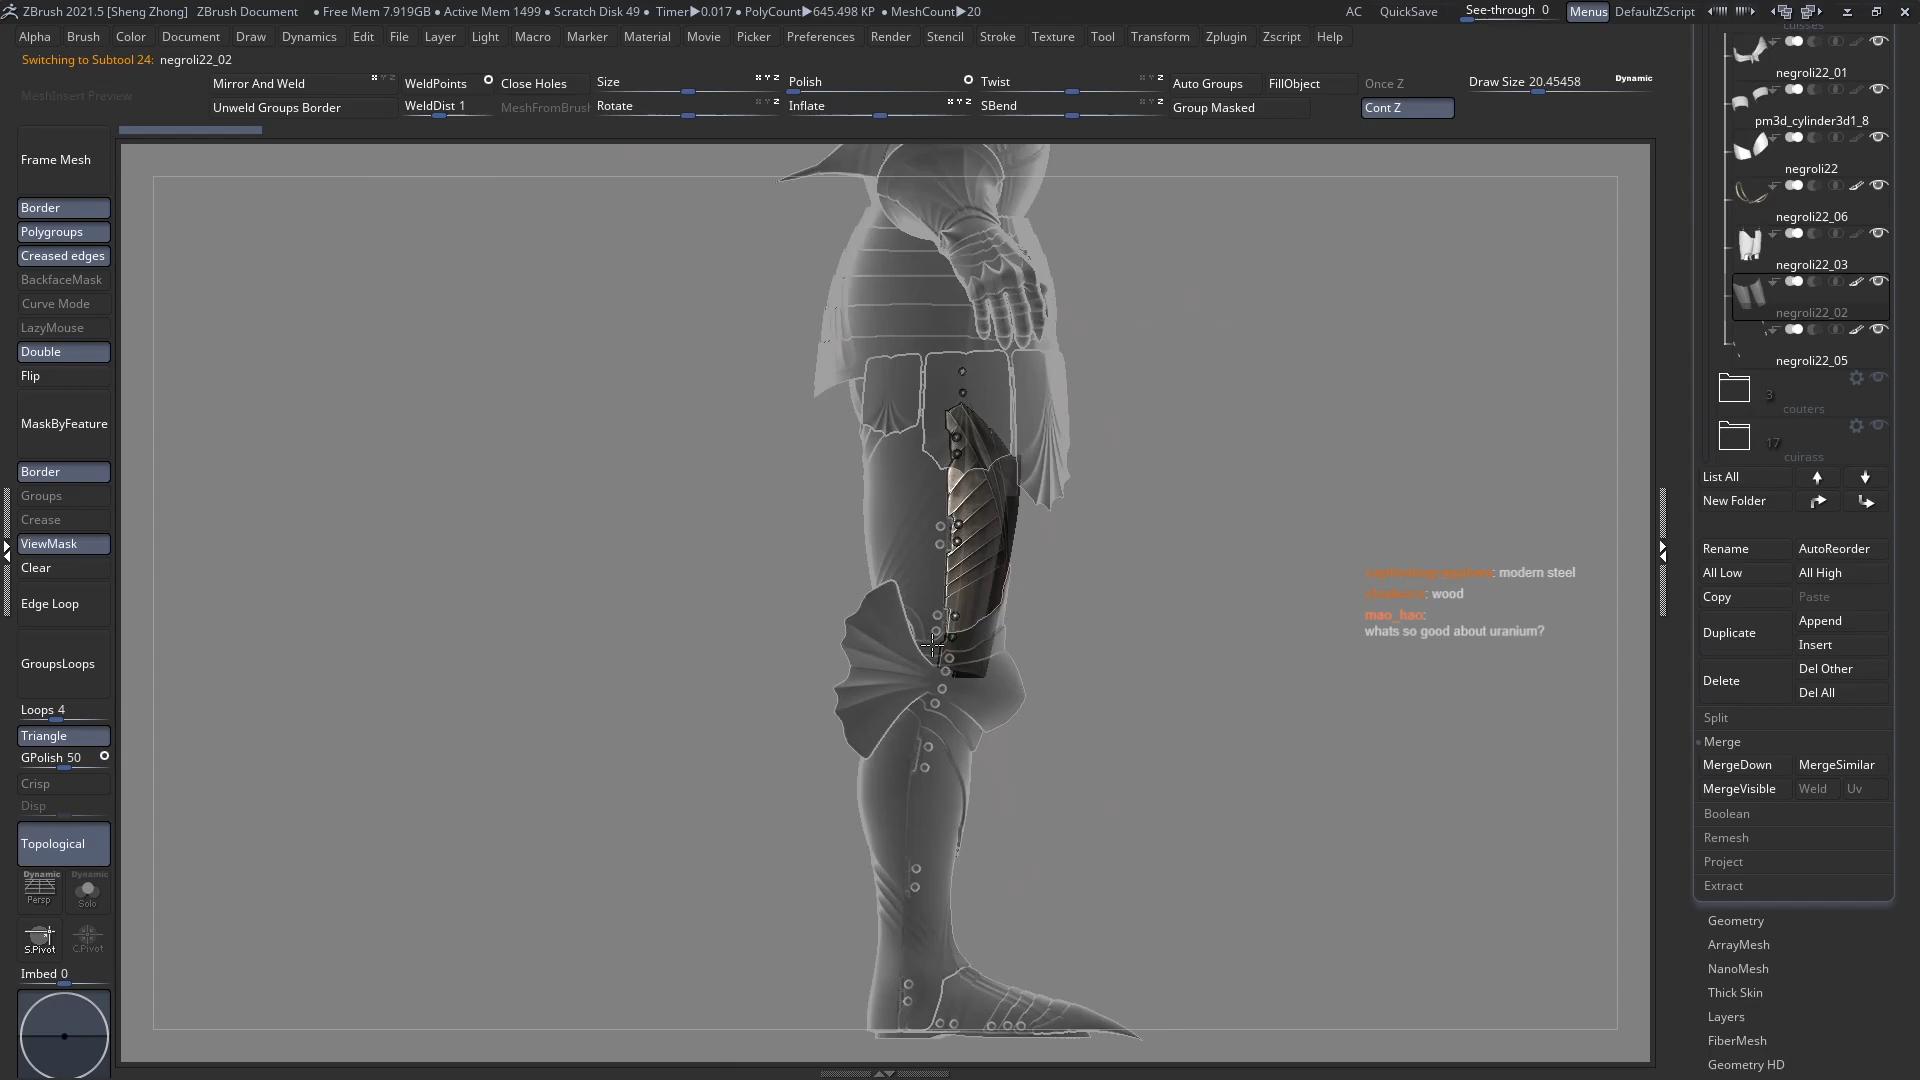 ZBrush 2021.5 [Sheng Zhong] ZBrush Document • Free Mem 7.919GB • Active Mem 1499 • Scratch Disk 49 • Timer▶0.017 • PolyCount▶645.498 KP • MeshCount▶20 AC QuickSave See-through 0 Menus DefaultZScript
Alpha Brush Color Document Draw Dynamics Edit File Layer Light Macro Marker Material Movie Picker Preferences Render Stencil Stroke Texture Tool Transform Zplugin Zscript Help
Switching to Subtool 24: negroli22_02
Mirror And Weld WeldPoints Close Holes Size Polish Twist Auto Groups FillObject Once Z Draw Size 20.45458 Dynamic
MeshInsert Preview
Unweld Groups Border WeldDist 1 MeshFromBrush Rotate Inflate SBend Group Masked Cont Z
Frame Mesh
Border
Polygroups
Creased edges
BackfaceMask
Curve Mode
LazyMouse
Double
Flip
MaskByFeature
Border
Groups
Crease
ViewMask
Clear
Edge Loop
GroupsLoops
Loops 4
Triangle
GPolish 50
Crisp
Disp
Topological
Dynamic Dynamic
Persp Solo
S.Pivot C.Pivot
Imbed 0
: modern steel
: wood
mao_hao:
whats so good about uranium?
cuisses
negroli22_01
pm3d_cylinder3d1_8
negroli22
negroli22_06
negroli22_03
negroli22_02
negroli22_05
3
couters
17
cuirass
List All
New Folder
Rename AutoReorder
All Low All High
Copy Paste
Duplicate Append
Insert
Delete Del Other
Del All
Split
Merge
MergeDown MergeSimilar
MergeVisible Weld Uv
Boolean
Remesh
Project
Extract
Geometry
ArrayMesh
NanoMesh
Thick Skin
Layers
FiberMesh
Geometry HD